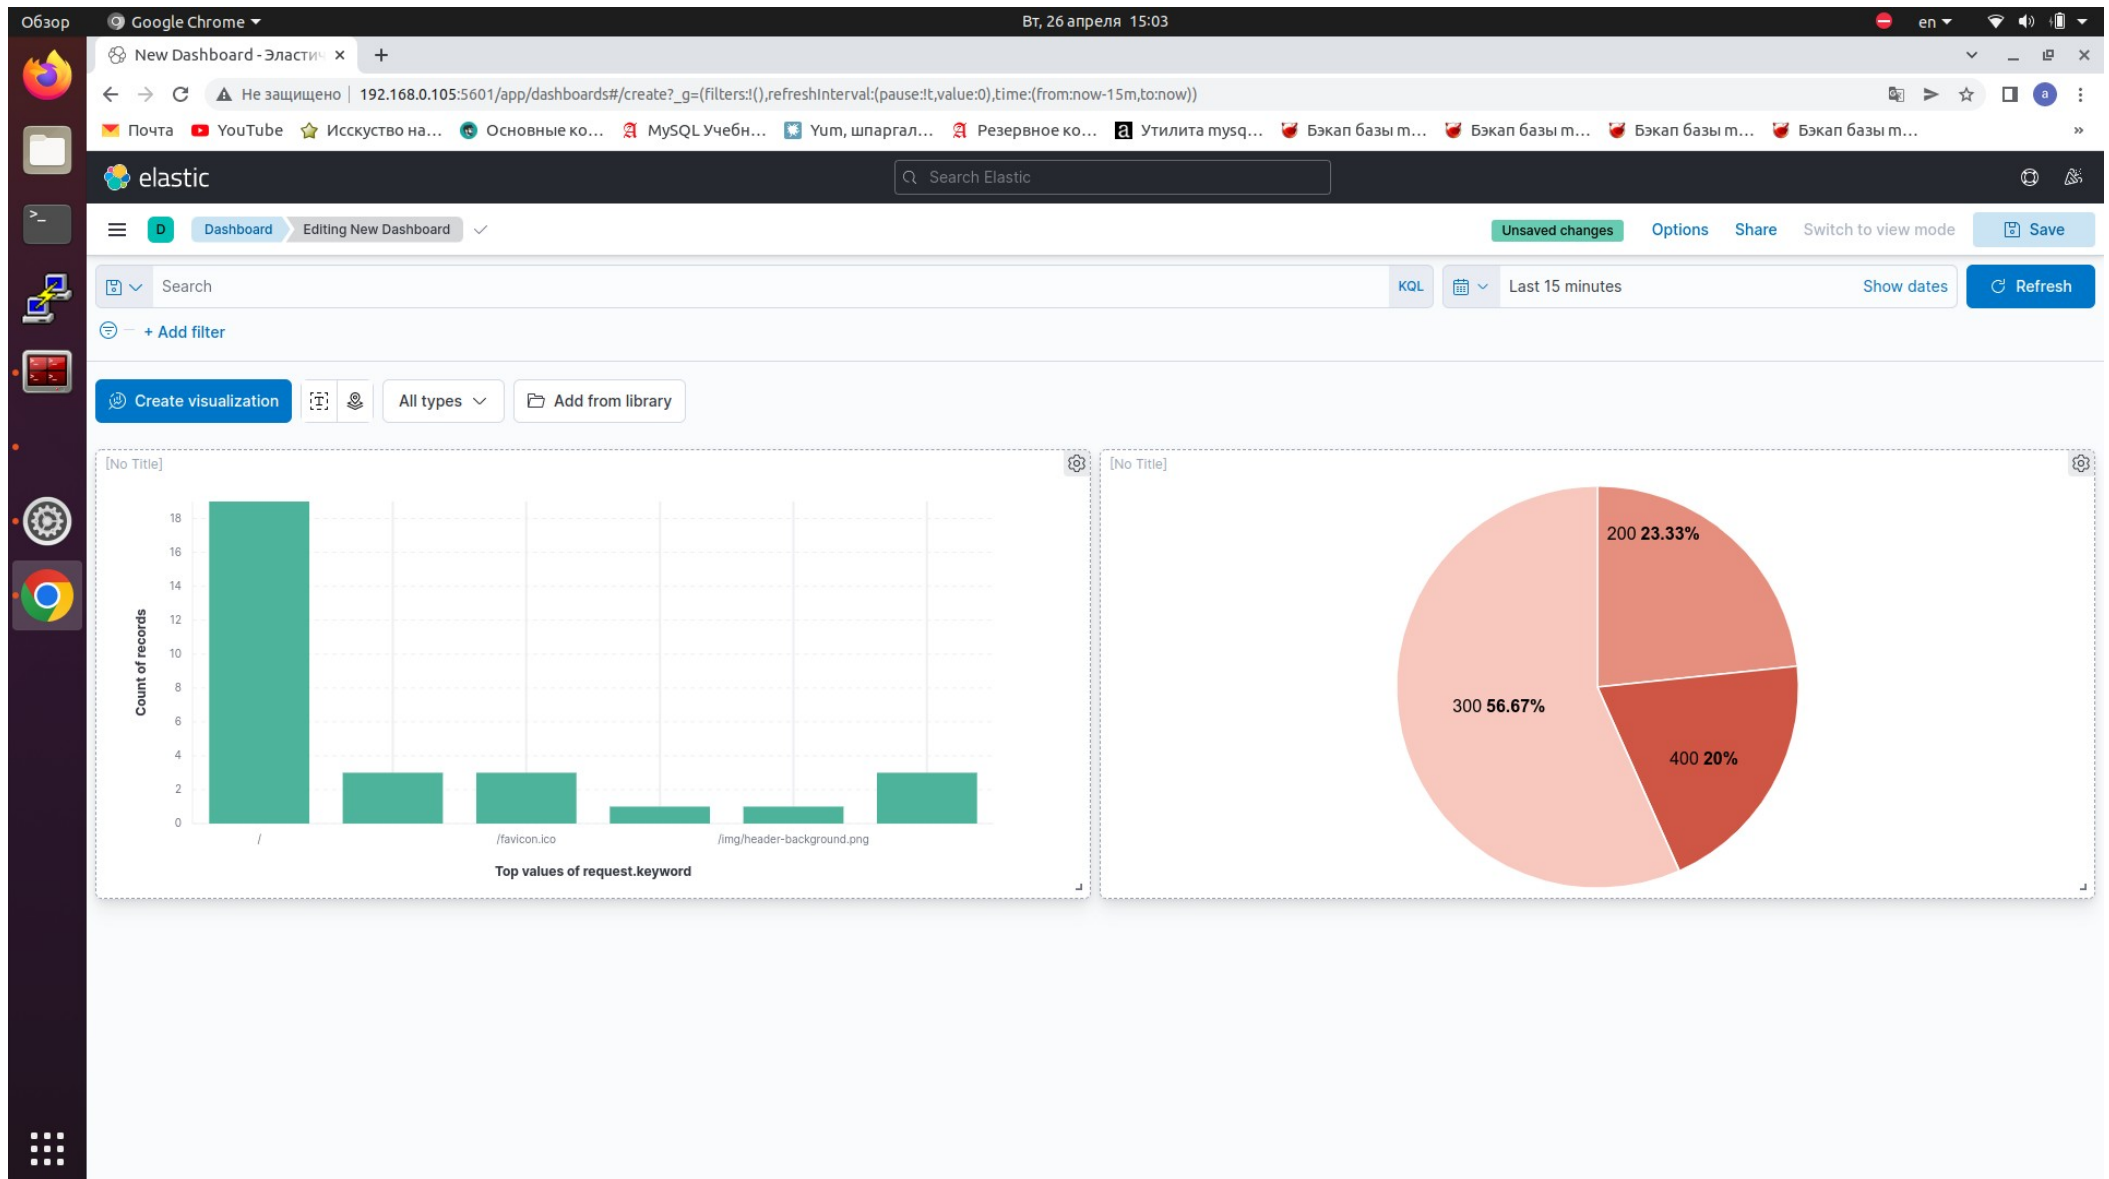 Обзор Google Chrome Вт, 26 апреля 15:03 en
New Dashboard - Эластич
Не защищено 192.168.0.105:5601/app/dashboards#/create?_g=(filters:!(),refreshInterval:(pause:!t,value:0),time:(from:now-15m,to:now)) a
Почта YouTube Исскуство на... Основные ко... MySQL Учебн... Yum, шпаргал... Резервное ко... Утилита mysq... Бэкап базы m... Бэкап базы m... Бэкап базы m... Бэкап базы m... »
elastic Search Elastic
D Dashboard Editing New Dashboard Unsaved changes Options Share Switch to view mode Save
Search KQL Last 15 minutes Show dates Refresh
+ Add filter
Create visualization All types Add from library
[No Title]
18
16
14
12
10
8
6
4
2
0
Count of records
/ /favicon.ico /img/header-background.png
Top values of request.keyword
[No Title]
200 23.33%
300 56.67%
400 20%